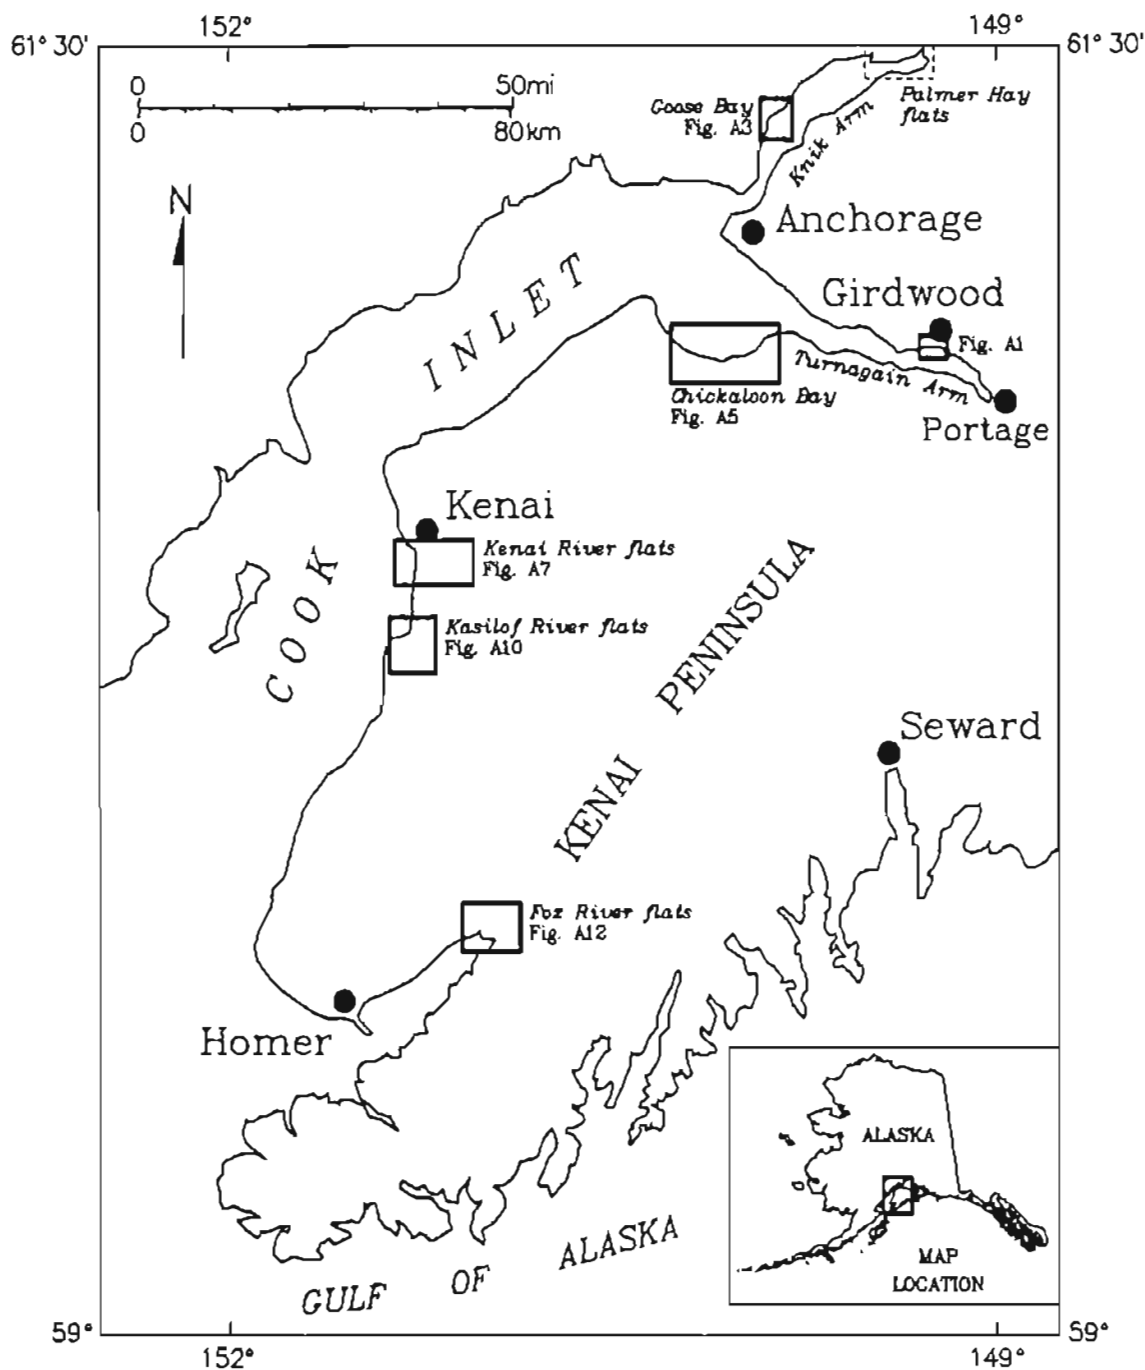 152°
149°
61° 30'
61° 30'
0
50mi
0
80km
Goose Bay
Fig. A3
Palmer Hay
flats
Knik Arm
N
Anchorage
INLET
Girdwood
Fig. A1
Turnagain Arm
Chickaloon Bay
Fig. A5
Portage
Kenai
Kenai River flats
Fig. A7
COOK
Kasilof River flats
Fig. A10
KENAI PENINSULA
Seward
Fox River flats
Fig. A12
Homer
ALASKA
MAP
LOCATION
GULF OF ALASKA
59°
59°
152°
149°